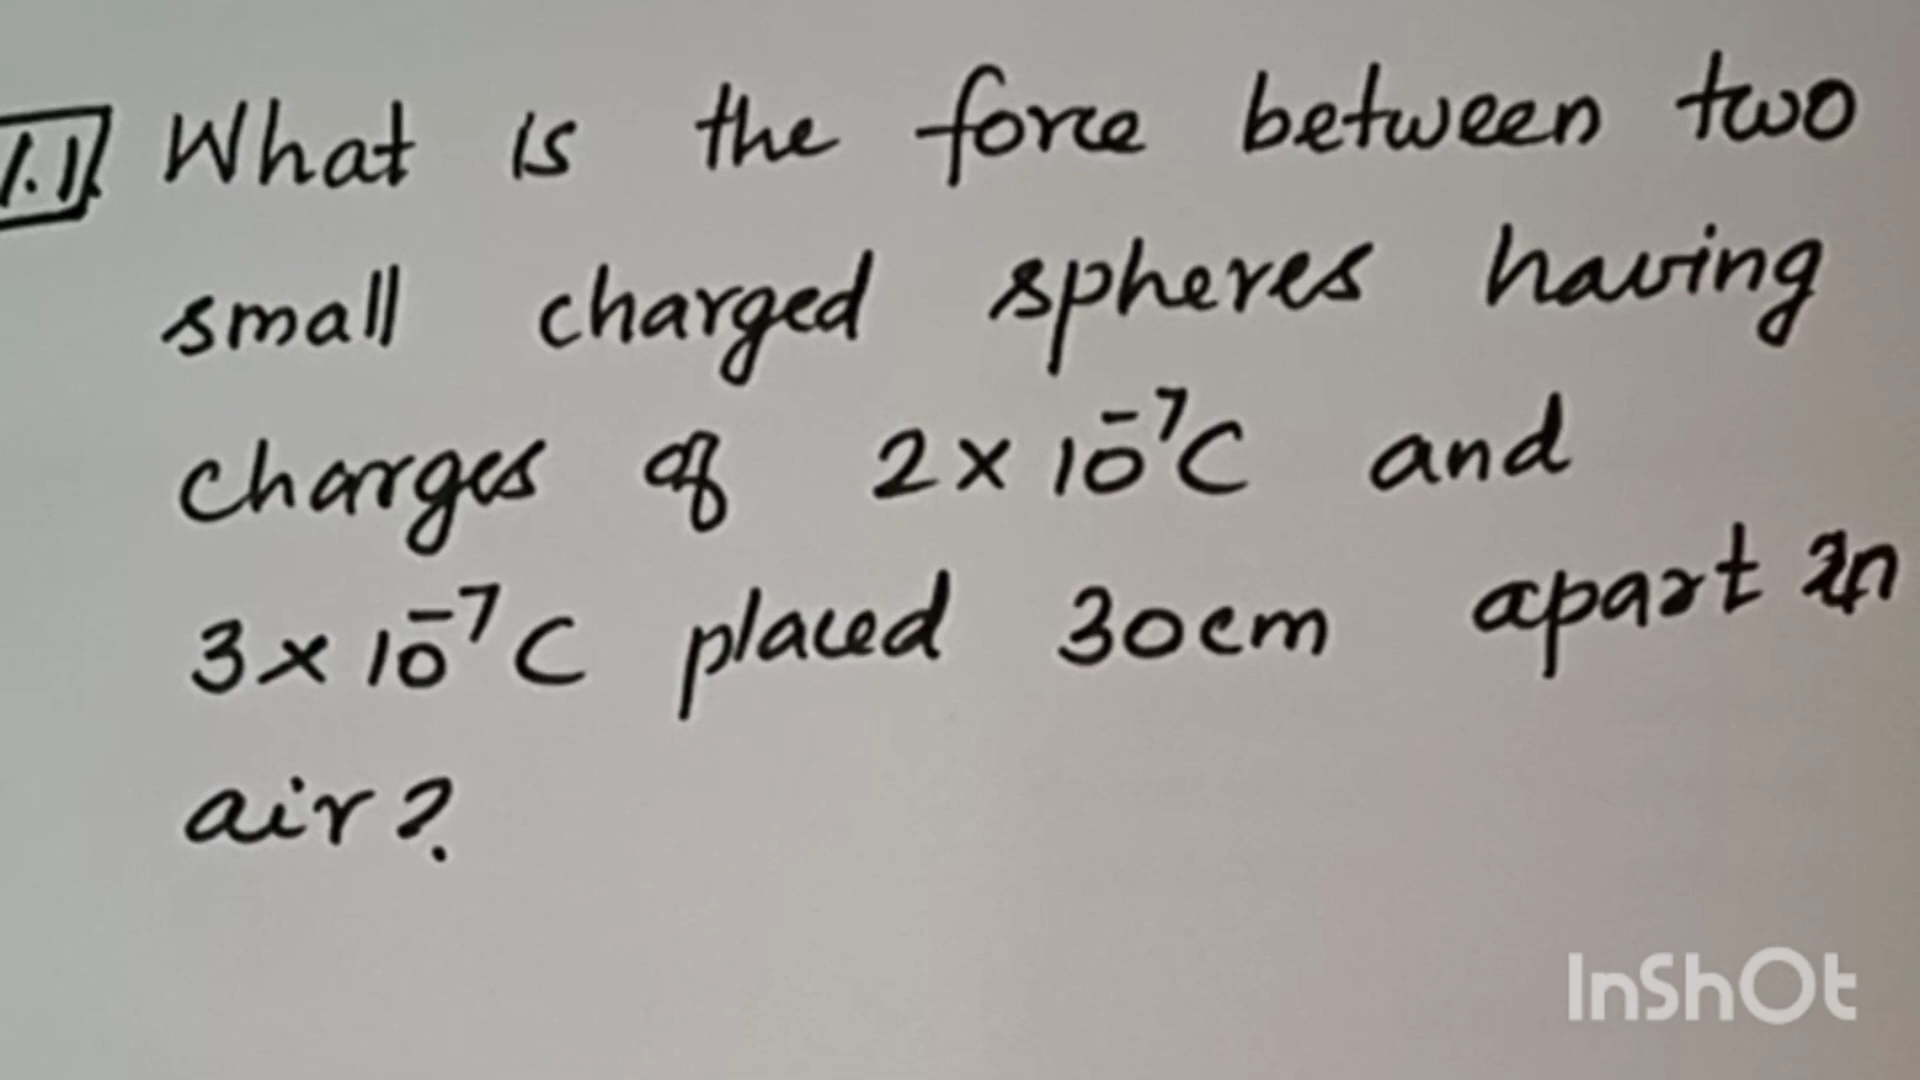 1.1 What is the force between two
small charged spheres having
charges of 2 × 10⁻⁷C and
3 × 10⁻⁷C placed 30cm apart in
air?
InShOt